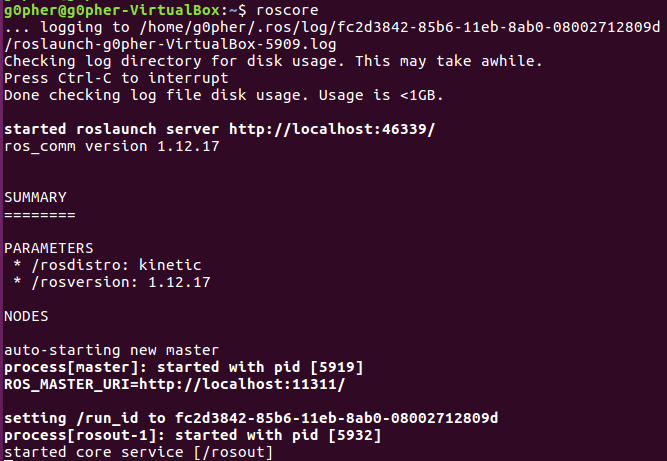 g0pher@g0pher-VirtualBox:~$ roscore
... logging to /home/g0pher/.ros/log/fc2d3842-85b6-11eb-8ab0-08002712809d
/roslaunch-g0pher-VirtualBox-5909.log
Checking log directory for disk usage. This may take awhile.
Press Ctrl-C to interrupt
Done checking log file disk usage. Usage is <1GB.
started roslaunch server http://localhost:46339/
ros_comm version 1.12.17
SUMMARY
========
PARAMETERS
 * /rosdistro: kinetic
 * /rosversion: 1.12.17
NODES
auto-starting new master
process[master]: started with pid [5919]
ROS_MASTER_URI=http://localhost:11311/
setting /run_id to fc2d3842-85b6-11eb-8ab0-08002712809d
process[rosout-1]: started with pid [5932]
started core service [/rosout]